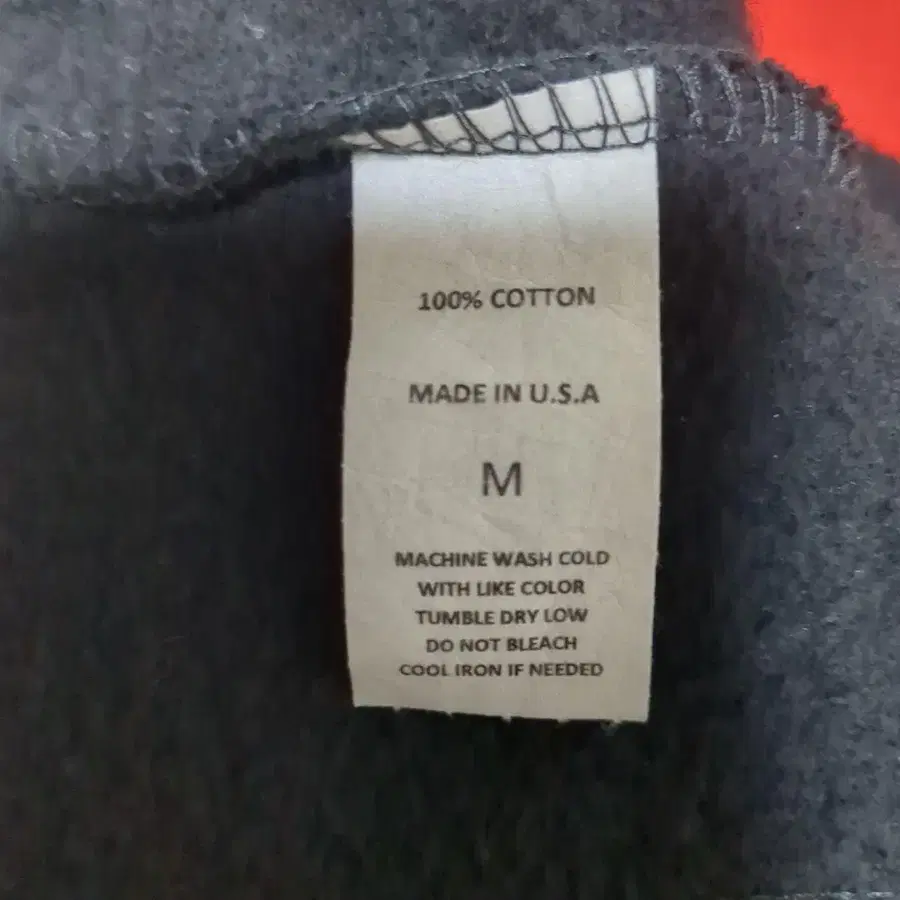 100% COTTON
MADE IN U.S.A
M
MACHINE WASH COLD
WITH LIKE COLOR
TUMBLE DRY LOW
DO NOT BLEACH
COOL IRON IF NEEDED